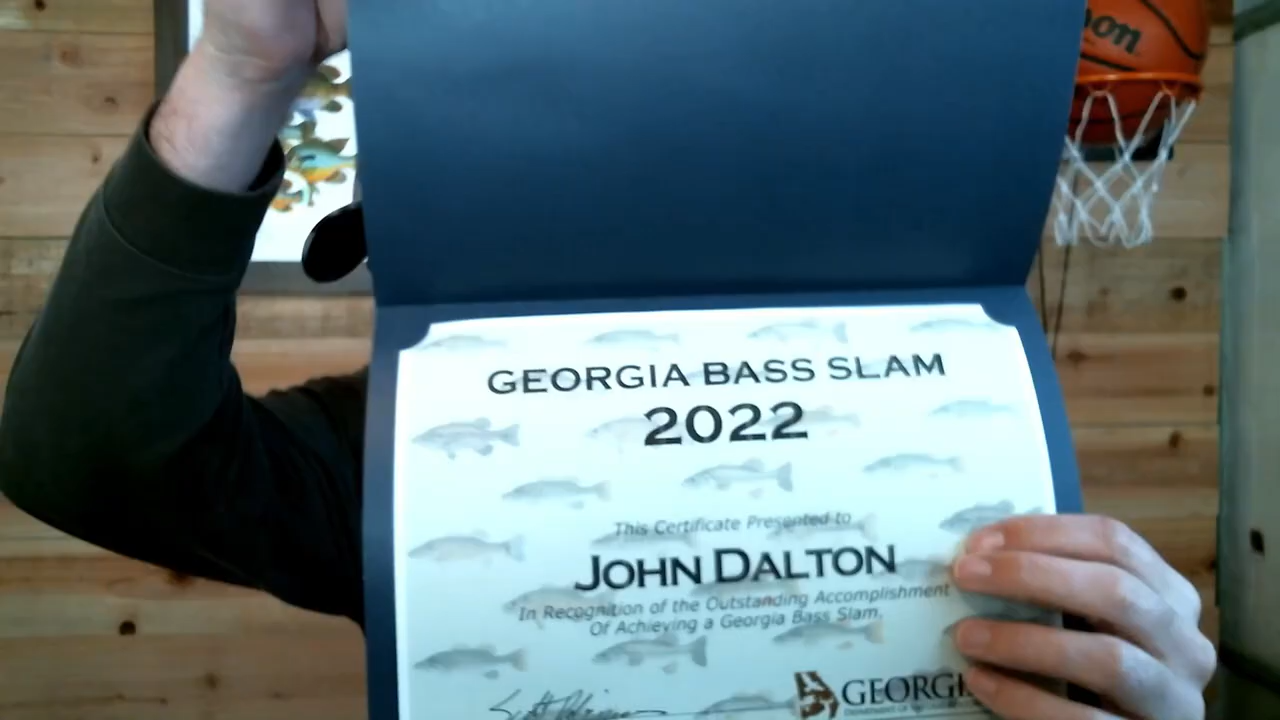 on
GEORGIA BASS SLAM
2022
This Certificate Presented to
JOHN DALTON
In Recognition of the Outstanding Accomplishment
Of Achieving a Georgia Bass Slam.
GEORGI